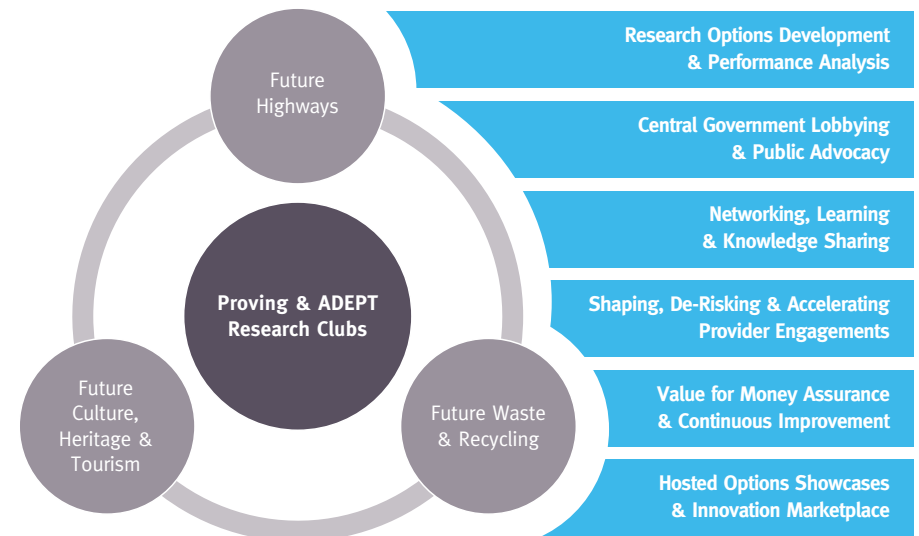 Future
Highways
Proving & ADEPT
Research Clubs
Future
Culture,
Heritage &
Tourism
Future Waste
& Recycling
Research Options Development
& Performance Analysis
Central Government Lobbying
& Public Advocacy
Networking, Learning
& Knowledge Sharing
Shaping, De-Risking & Accelerating
Provider Engagements
Value for Money Assurance
& Continuous Improvement
Hosted Options Showcases
& Innovation Marketplace